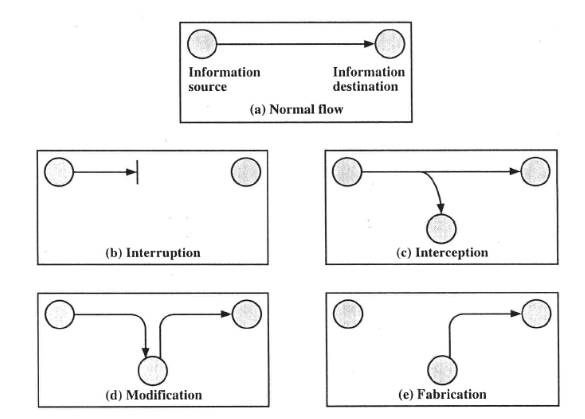 Information Information
source destination
(a) Normal flow
(b) Interruption
(c) Interception
(d) Modification
(e) Fabrication